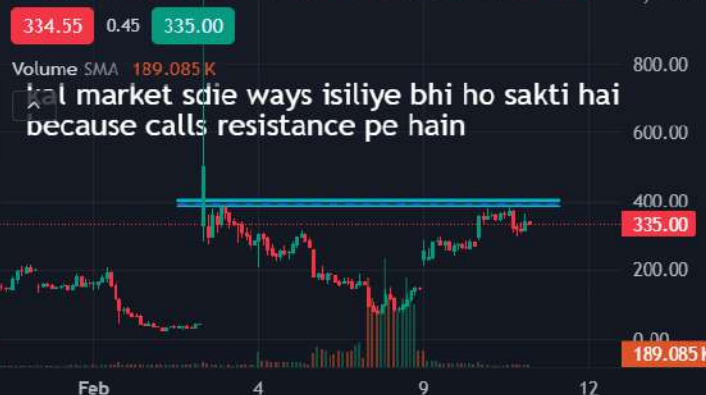 334.55 0.45 335.00
800.00
Volume SMA 189.085 K
kal market sdie ways isiliye bhi ho sakti hai
because calls resistance pe hain
600.00
400.00
335.00
200.00
0.00
189.085 K
Feb 4 9 12